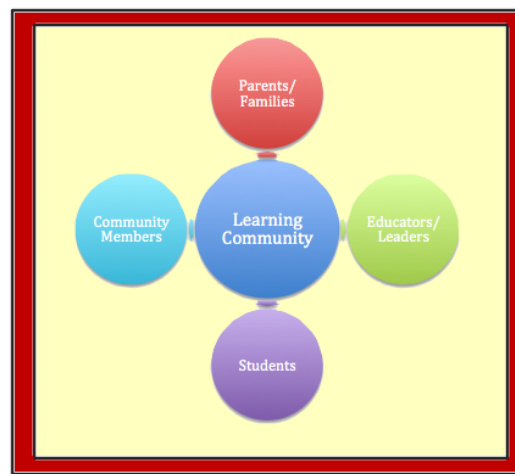 Parents/
Families
Community
Members
Learning
Community
Educators/
Leaders
Students